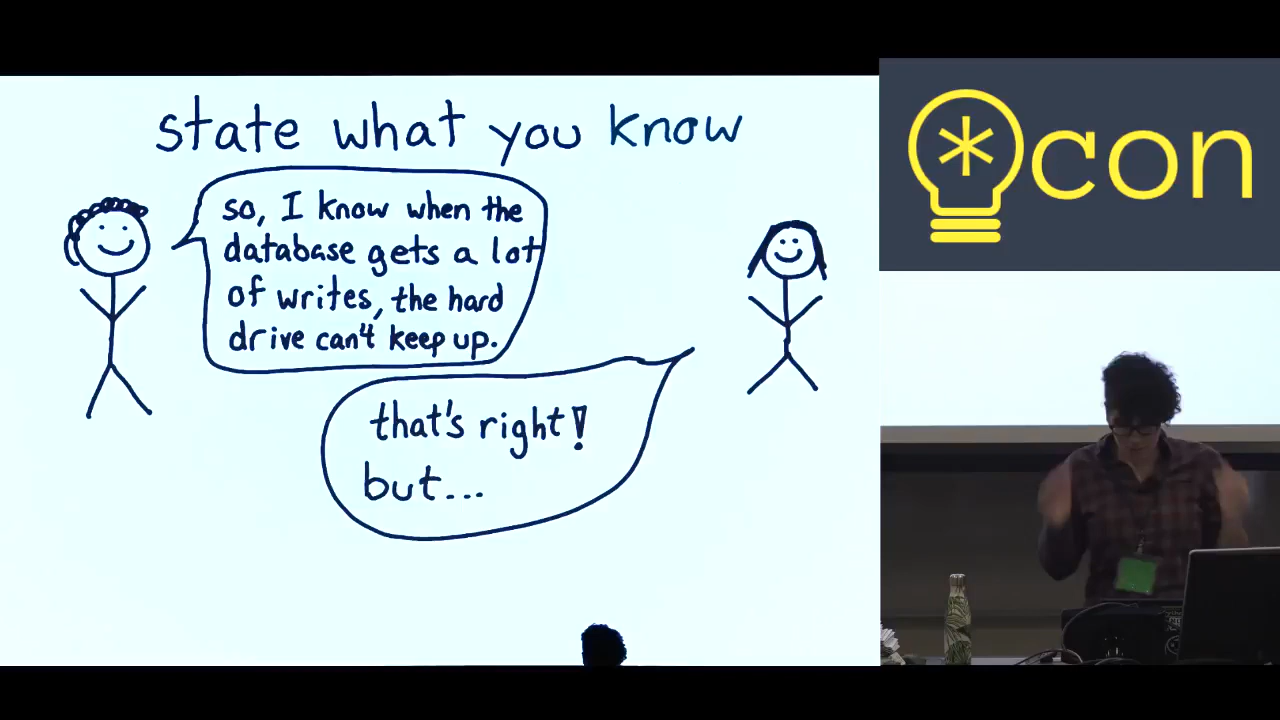 state what you know
so, I know when the
database gets a lot
of writes, the hard
drive can't keep up.
that's right!
but...
*con